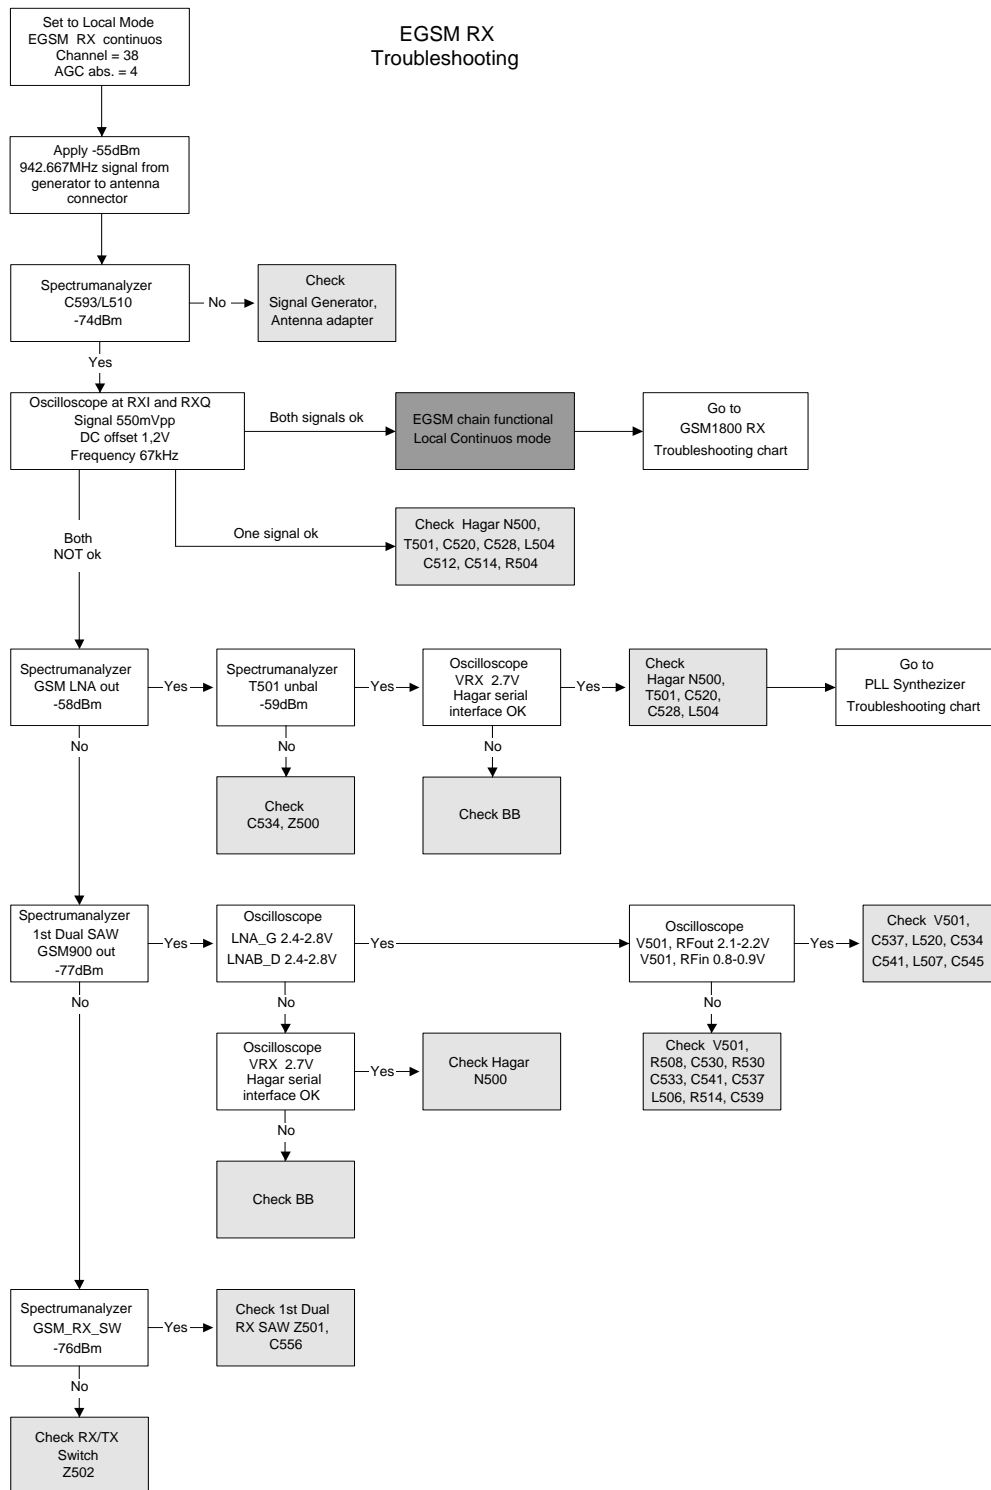 EGSM RX
Troubleshooting
Set to Local Mode
EGSM RX continuos
Channel = 38
AGC abs. = 4
Apply -55dBm
942.667MHz signal from
generator to antenna
connector
Spectrumanalyzer
C593/L510
-74dBm
No
Check
Signal Generator,
Antenna adapter
Yes
Oscilloscope at RXI and RXQ
Signal 550mVpp
DC offset 1,2V
Frequency 67kHz
Both signals ok
EGSM chain functional
Local Continuos mode
Go to
GSM1800 RX
Troubleshooting chart
Both
NOT ok
One signal ok
Check Hagar N500,
T501, C520, C528, L504
C512, C514, R504
Spectrumanalyzer
GSM LNA out
-58dBm
Yes
Spectrumanalyzer
T501 unbal
-59dBm
Yes
Oscilloscope
VRX 2.7V
Hagar serial
interface OK
Yes
Check
Hagar N500,
T501, C520,
C528, L504
Go to
PLL Synthezizer
Troubleshooting chart
No
No
No
Check
C534, Z500
Check BB
Spectrumanalyzer
1st Dual SAW
GSM900 out
-77dBm
Yes
Oscilloscope
LNA_G 2.4-2.8V
LNAB_D 2.4-2.8V
Yes
Oscilloscope
V501, RFout 2.1-2.2V
V501, RFin 0.8-0.9V
Yes
Check V501,
C537, L520, C534
C541, L507, C545
No
No
No
Oscilloscope
VRX 2.7V
Hagar serial
interface OK
Yes
Check Hagar
N500
Check V501,
R508, C530, R530
C533, C541, C537
L506, R514, C539
No
Check BB
Spectrumanalyzer
GSM_RX_SW
-76dBm
Yes
Check 1st Dual
RX SAW Z501,
C556
No
Check RX/TX
Switch
Z502